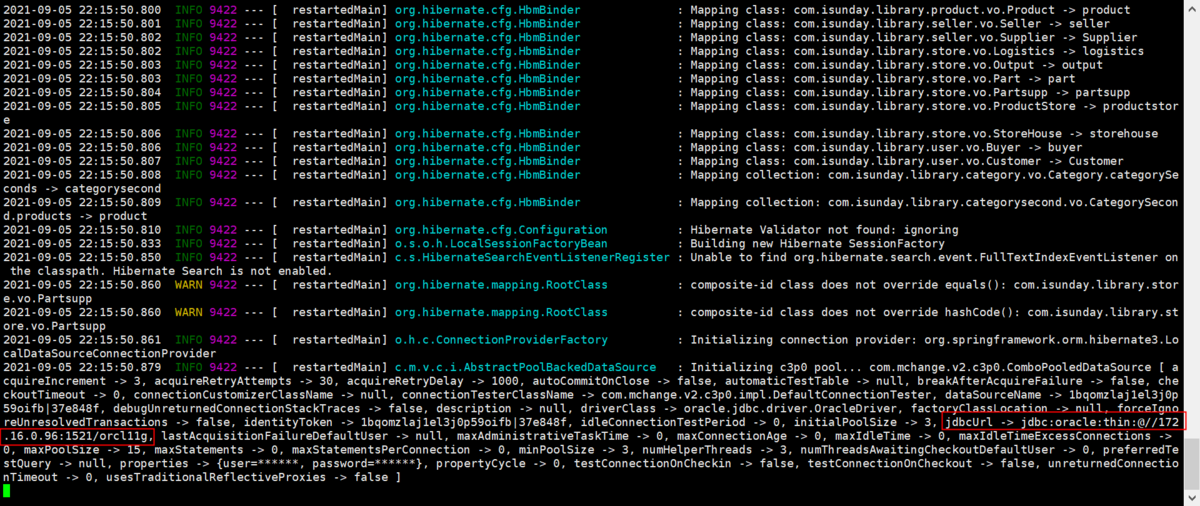 2021-09-05 22:15:50.800  INFO 9422 --- [  restartedMain] org.hibernate.cfg.HbmBinder              : Mapping class: com.isunday.library.product.vo.Product -> product
2021-09-05 22:15:50.801  INFO 9422 --- [  restartedMain] org.hibernate.cfg.HbmBinder              : Mapping class: com.isunday.library.seller.vo.Seller -> seller
2021-09-05 22:15:50.802  INFO 9422 --- [  restartedMain] org.hibernate.cfg.HbmBinder              : Mapping class: com.isunday.library.seller.vo.Supplier -> Supplier
2021-09-05 22:15:50.802  INFO 9422 --- [  restartedMain] org.hibernate.cfg.HbmBinder              : Mapping class: com.isunday.library.store.vo.Logistics -> logistics
2021-09-05 22:15:50.803  INFO 9422 --- [  restartedMain] org.hibernate.cfg.HbmBinder              : Mapping class: com.isunday.library.store.vo.Output -> output
2021-09-05 22:15:50.803  INFO 9422 --- [  restartedMain] org.hibernate.cfg.HbmBinder              : Mapping class: com.isunday.library.store.vo.Part -> part
2021-09-05 22:15:50.804  INFO 9422 --- [  restartedMain] org.hibernate.cfg.HbmBinder              : Mapping class: com.isunday.library.store.vo.Partsupp -> partsupp
2021-09-05 22:15:50.805  INFO 9422 --- [  restartedMain] org.hibernate.cfg.HbmBinder              : Mapping class: com.isunday.library.store.vo.ProductStore -> productstor
e
2021-09-05 22:15:50.806  INFO 9422 --- [  restartedMain] org.hibernate.cfg.HbmBinder              : Mapping class: com.isunday.library.store.vo.StoreHouse -> storehouse
2021-09-05 22:15:50.806  INFO 9422 --- [  restartedMain] org.hibernate.cfg.HbmBinder              : Mapping class: com.isunday.library.user.vo.Buyer -> buyer
2021-09-05 22:15:50.807  INFO 9422 --- [  restartedMain] org.hibernate.cfg.HbmBinder              : Mapping class: com.isunday.library.user.vo.Customer -> Customer
2021-09-05 22:15:50.808  INFO 9422 --- [  restartedMain] org.hibernate.cfg.HbmBinder              : Mapping collection: com.isunday.library.category.vo.Category.categorySe
conds -> categorysecond
2021-09-05 22:15:50.809  INFO 9422 --- [  restartedMain] org.hibernate.cfg.HbmBinder              : Mapping collection: com.isunday.library.categorysecond.vo.CategorySecon
d.products -> product
2021-09-05 22:15:50.810  INFO 9422 --- [  restartedMain] org.hibernate.cfg.Configuration          : Hibernate Validator not found: ignoring
2021-09-05 22:15:50.833  INFO 9422 --- [  restartedMain] o.s.o.h.LocalSessionFactoryBean          : Building new Hibernate SessionFactory
2021-09-05 22:15:50.850  INFO 9422 --- [  restartedMain] c.s.HibernateSearchEventListenerRegister : Unable to find org.hibernate.search.event.FullTextIndexEventListener on
 the classpath. Hibernate Search is not enabled.
2021-09-05 22:15:50.860  WARN 9422 --- [  restartedMain] org.hibernate.mapping.RootClass          : composite-id class does not override equals(): com.isunday.library.stor
e.vo.Partsupp
2021-09-05 22:15:50.860  WARN 9422 --- [  restartedMain] org.hibernate.mapping.RootClass          : composite-id class does not override hashCode(): com.isunday.library.st
ore.vo.Partsupp
2021-09-05 22:15:50.861  INFO 9422 --- [  restartedMain] o.h.c.ConnectionProviderFactory          : Initializing connection provider: org.springframework.orm.hibernate3.Lo
calDataSourceConnectionProvider
2021-09-05 22:15:50.879  INFO 9422 --- [  restartedMain] c.m.v.c.i.AbstractPoolBackedDataSource   : Initializing c3p0 pool... com.mchange.v2.c3p0.ComboPooledDataSource [ a
cquireIncrement -> 3, acquireRetryAttempts -> 30, acquireRetryDelay -> 1000, autoCommitOnClose -> false, automaticTestTable -> null, breakAfterAcquireFailure -> false, che
ckoutTimeout -> 0, connectionCustomizerClassName -> null, connectionTesterClassName -> com.mchange.v2.c3p0.impl.DefaultConnectionTester, dataSourceName -> 1bqomzlaj1el3j0p
59oifb|37e848f, debugUnreturnedConnectionStackTraces -> false, description -> null, driverClass -> oracle.jdbc.driver.OracleDriver, factoryClassLocation -> null, forceIgno
reUnresolvedTransactions -> false, identityToken -> 1bqomzlaj1el3j0p59oifb|37e848f, idleConnectionTestPeriod -> 0, initialPoolSize -> 3, jdbcUrl -> jdbc:oracle:thin:@//172
.16.0.96:1521/orcl11g, lastAcquisitionFailureDefaultUser -> null, maxAdministrativeTaskTime -> 0, maxConnectionAge -> 0, maxIdleTime -> 0, maxIdleTimeExcessConnections ->
0, maxPoolSize -> 15, maxStatements -> 0, maxStatementsPerConnection -> 0, minPoolSize -> 3, numHelperThreads -> 3, numThreadsAwaitingCheckoutDefaultUser -> 0, preferredTe
stQuery -> null, properties -> {user=******, password=******}, propertyCycle -> 0, testConnectionOnCheckin -> false, testConnectionOnCheckout -> false, unreturnedConnectio
nTimeout -> 0, usesTraditionalReflectiveProxies -> false ]